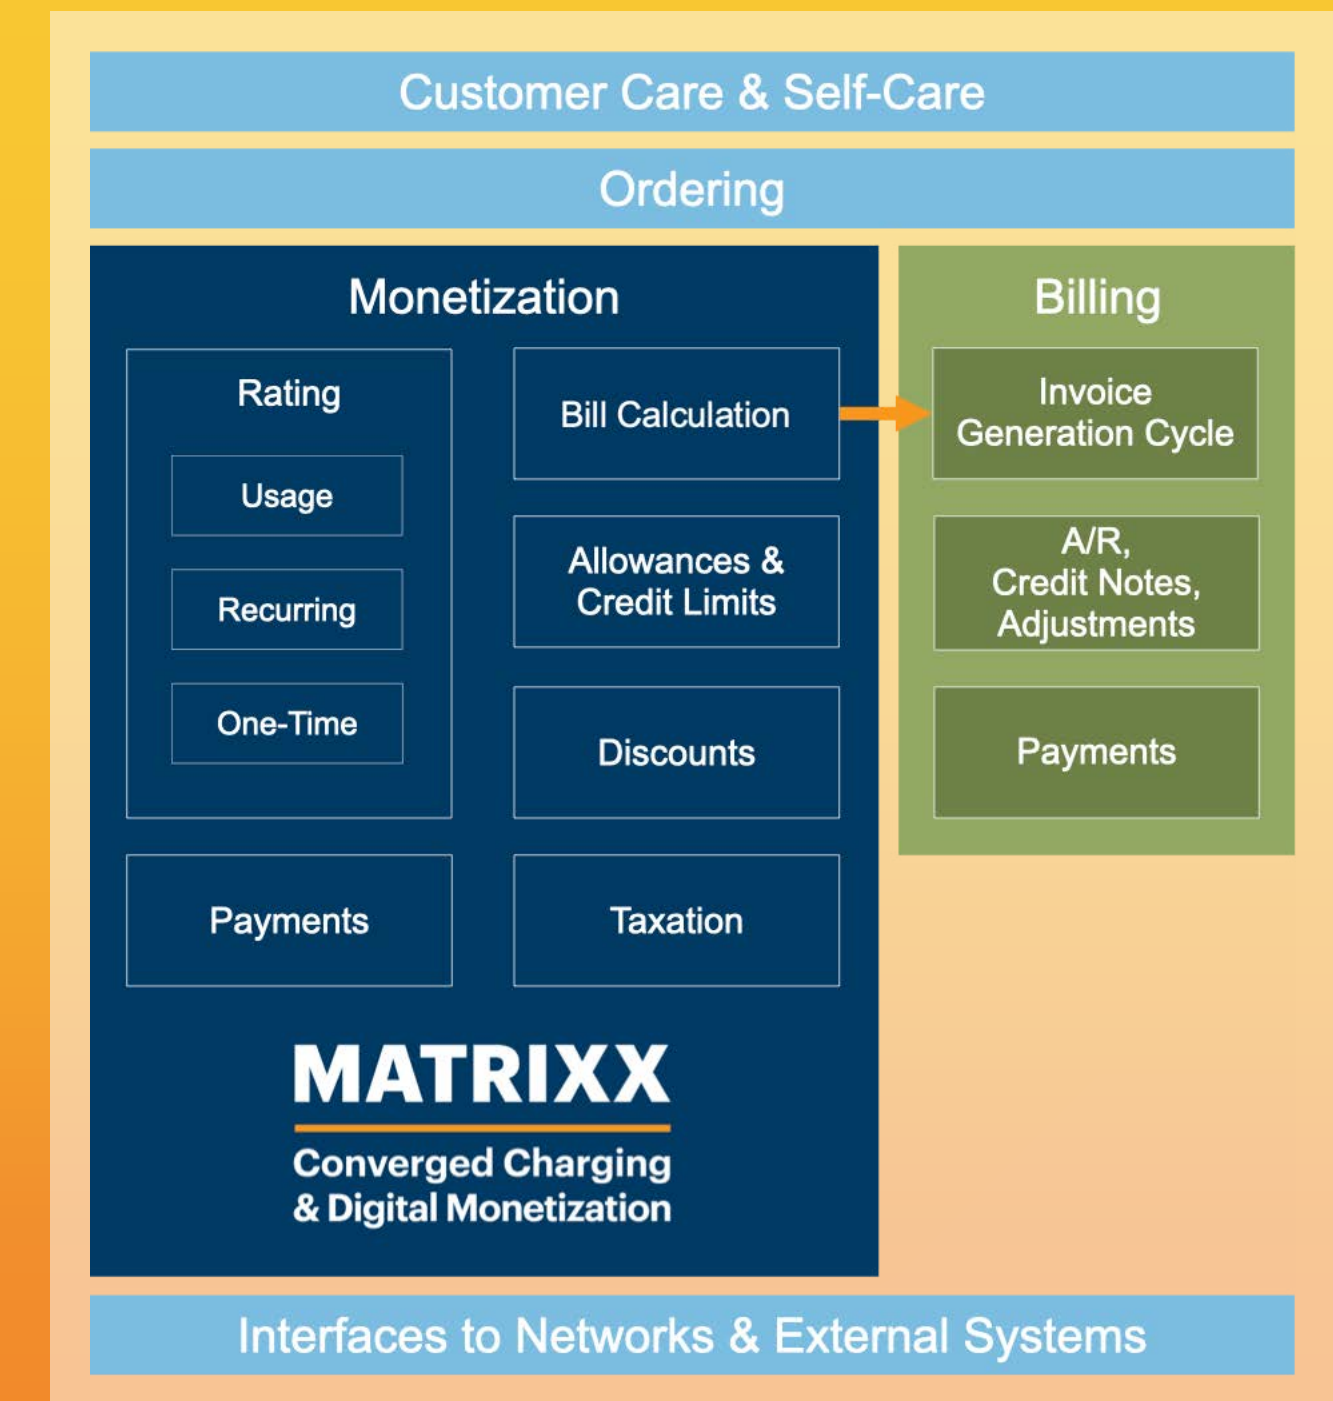 Customer Care & Self-Care
Ordering
Monetization
Rating
Usage
Recurring
One-Time
Payments
Bill Calculation
Allowances &
Credit Limits
Discounts
Taxation
MATRIXX
Converged Charging
& Digital Monetization
Billing
Invoice
Generation Cycle
A/R,
Credit Notes,
Adjustments
Payments
Interfaces to Networks & External Systems